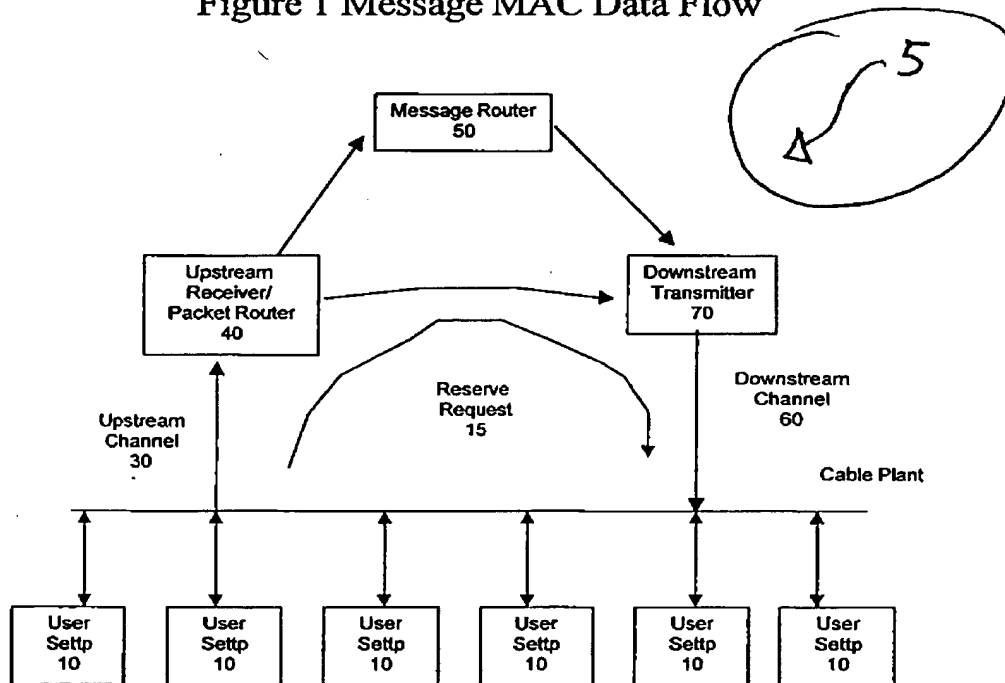 Figure 1 Message MAC Data Flow
5
Message Router
50
Upstream
Receiver/
Packet Router
40
Downstream
Transmitter
70
Reserve
Request
15
Downstream
Channel
60
Upstream
Channel
30
Cable Plant
User
Settp
10
User
Settp
10
User
Settp
10
User
Settp
10
User
Settp
10
User
Settp
10